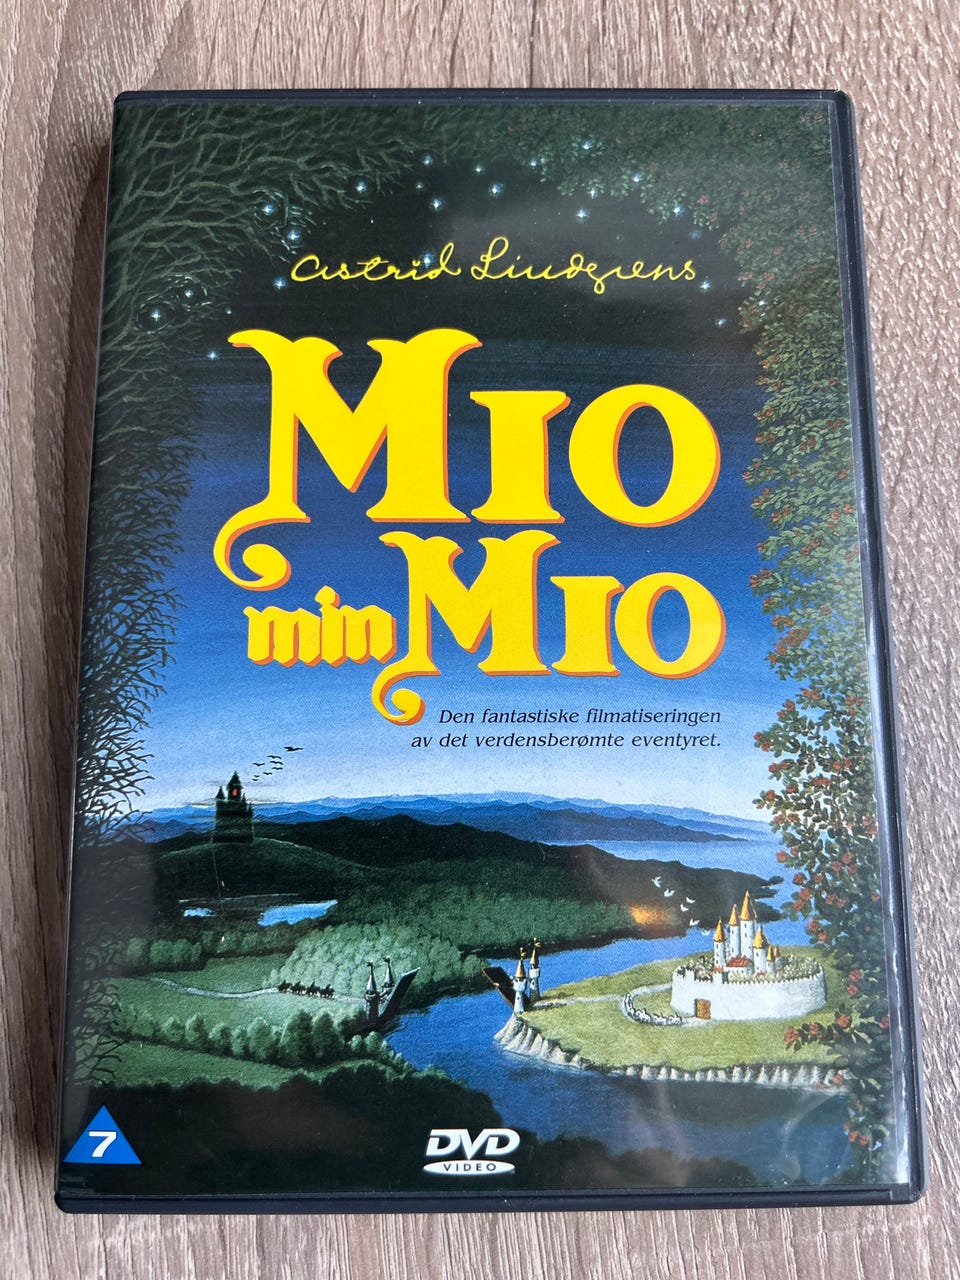 Astrid Lindgrens
MIO
min MIO
Den fantastiske filmatiseringen
av det verdensberømte eventyret.
7
DVD
VIDEO